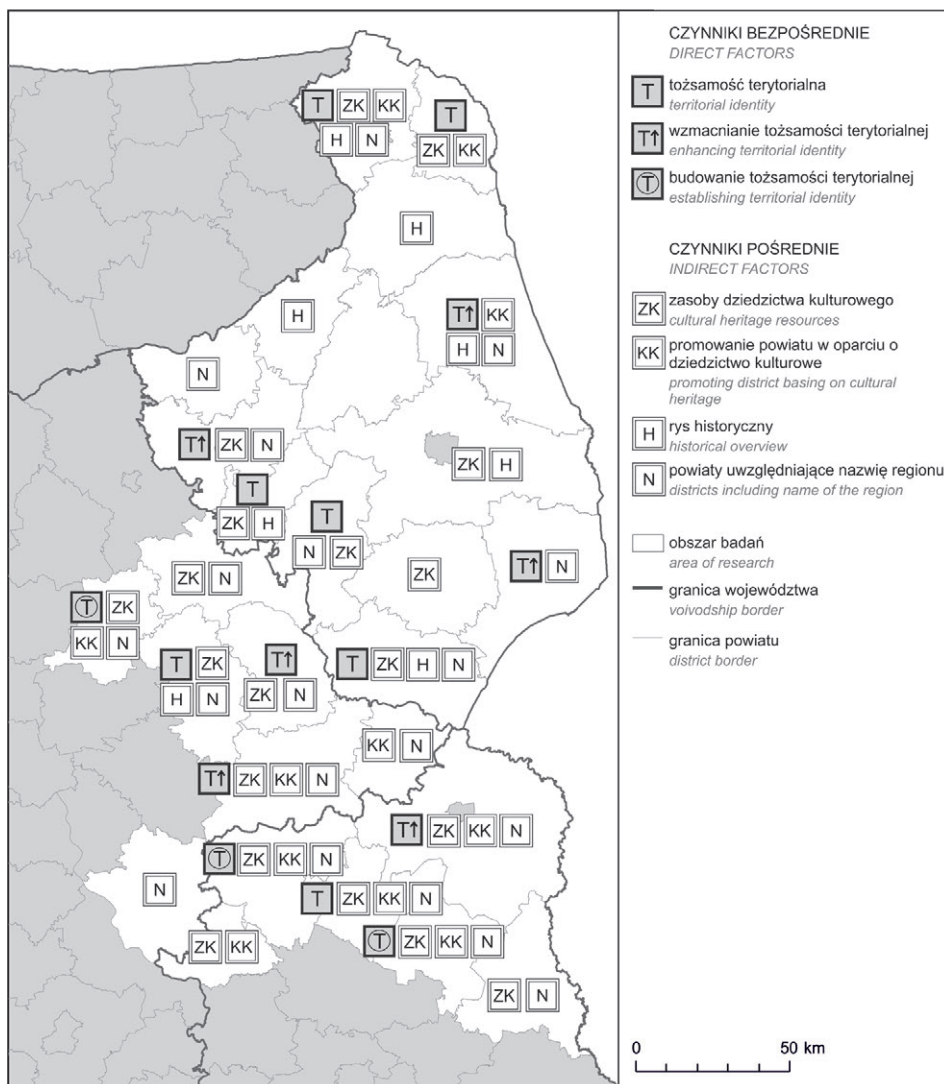 T ZK KK
H N
T
ZK KK
H
H
T↑ KK
H N
N
T↑ ZK N
ZK H
T
ZK H
T
N ZK
ZK
T↑ N
ZK N
T ZK
KK N
T ZK
H N
T↑
ZK N
T ZK H N
KK N
T↑ ZK KK N
T↑ ZK KK N
T ZK KK N
N
T ZK KK N
T ZK KK N
ZK KK
ZK N
CZYNNIKI BEZPOŚREDNIE
DIRECT FACTORS
T tożsamość terytorialna
territorial identity
T↑ wzmacnianie tożsamości terytorialnej
enhancing territorial identity
T budowanie tożsamości terytorialnej
establishing territorial identity
CZYNNIKI POŚREDNIE
INDIRECT FACTORS
ZK zasoby dziedzictwa kulturowego
cultural heritage resources
KK promowanie powiatu w oparciu o
dziedzictwo kulturowe
promoting district basing on cultural
heritage
H rys historyczny
historical overview
N powiaty uwzględniające nazwię regionu
districts including name of the region
obszar badań
area of research
granica województwa
voivodship border
granica powiatu
district border
0 50 km